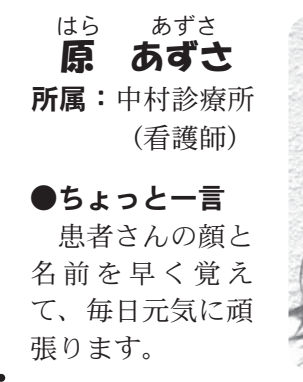 はら　あずさ
原　あずさ
所属：中村診療所
（看護師）
●ちょっと一言
　患者さんの顔と
名前を早く覚え
て、毎日元気に頑
張ります。